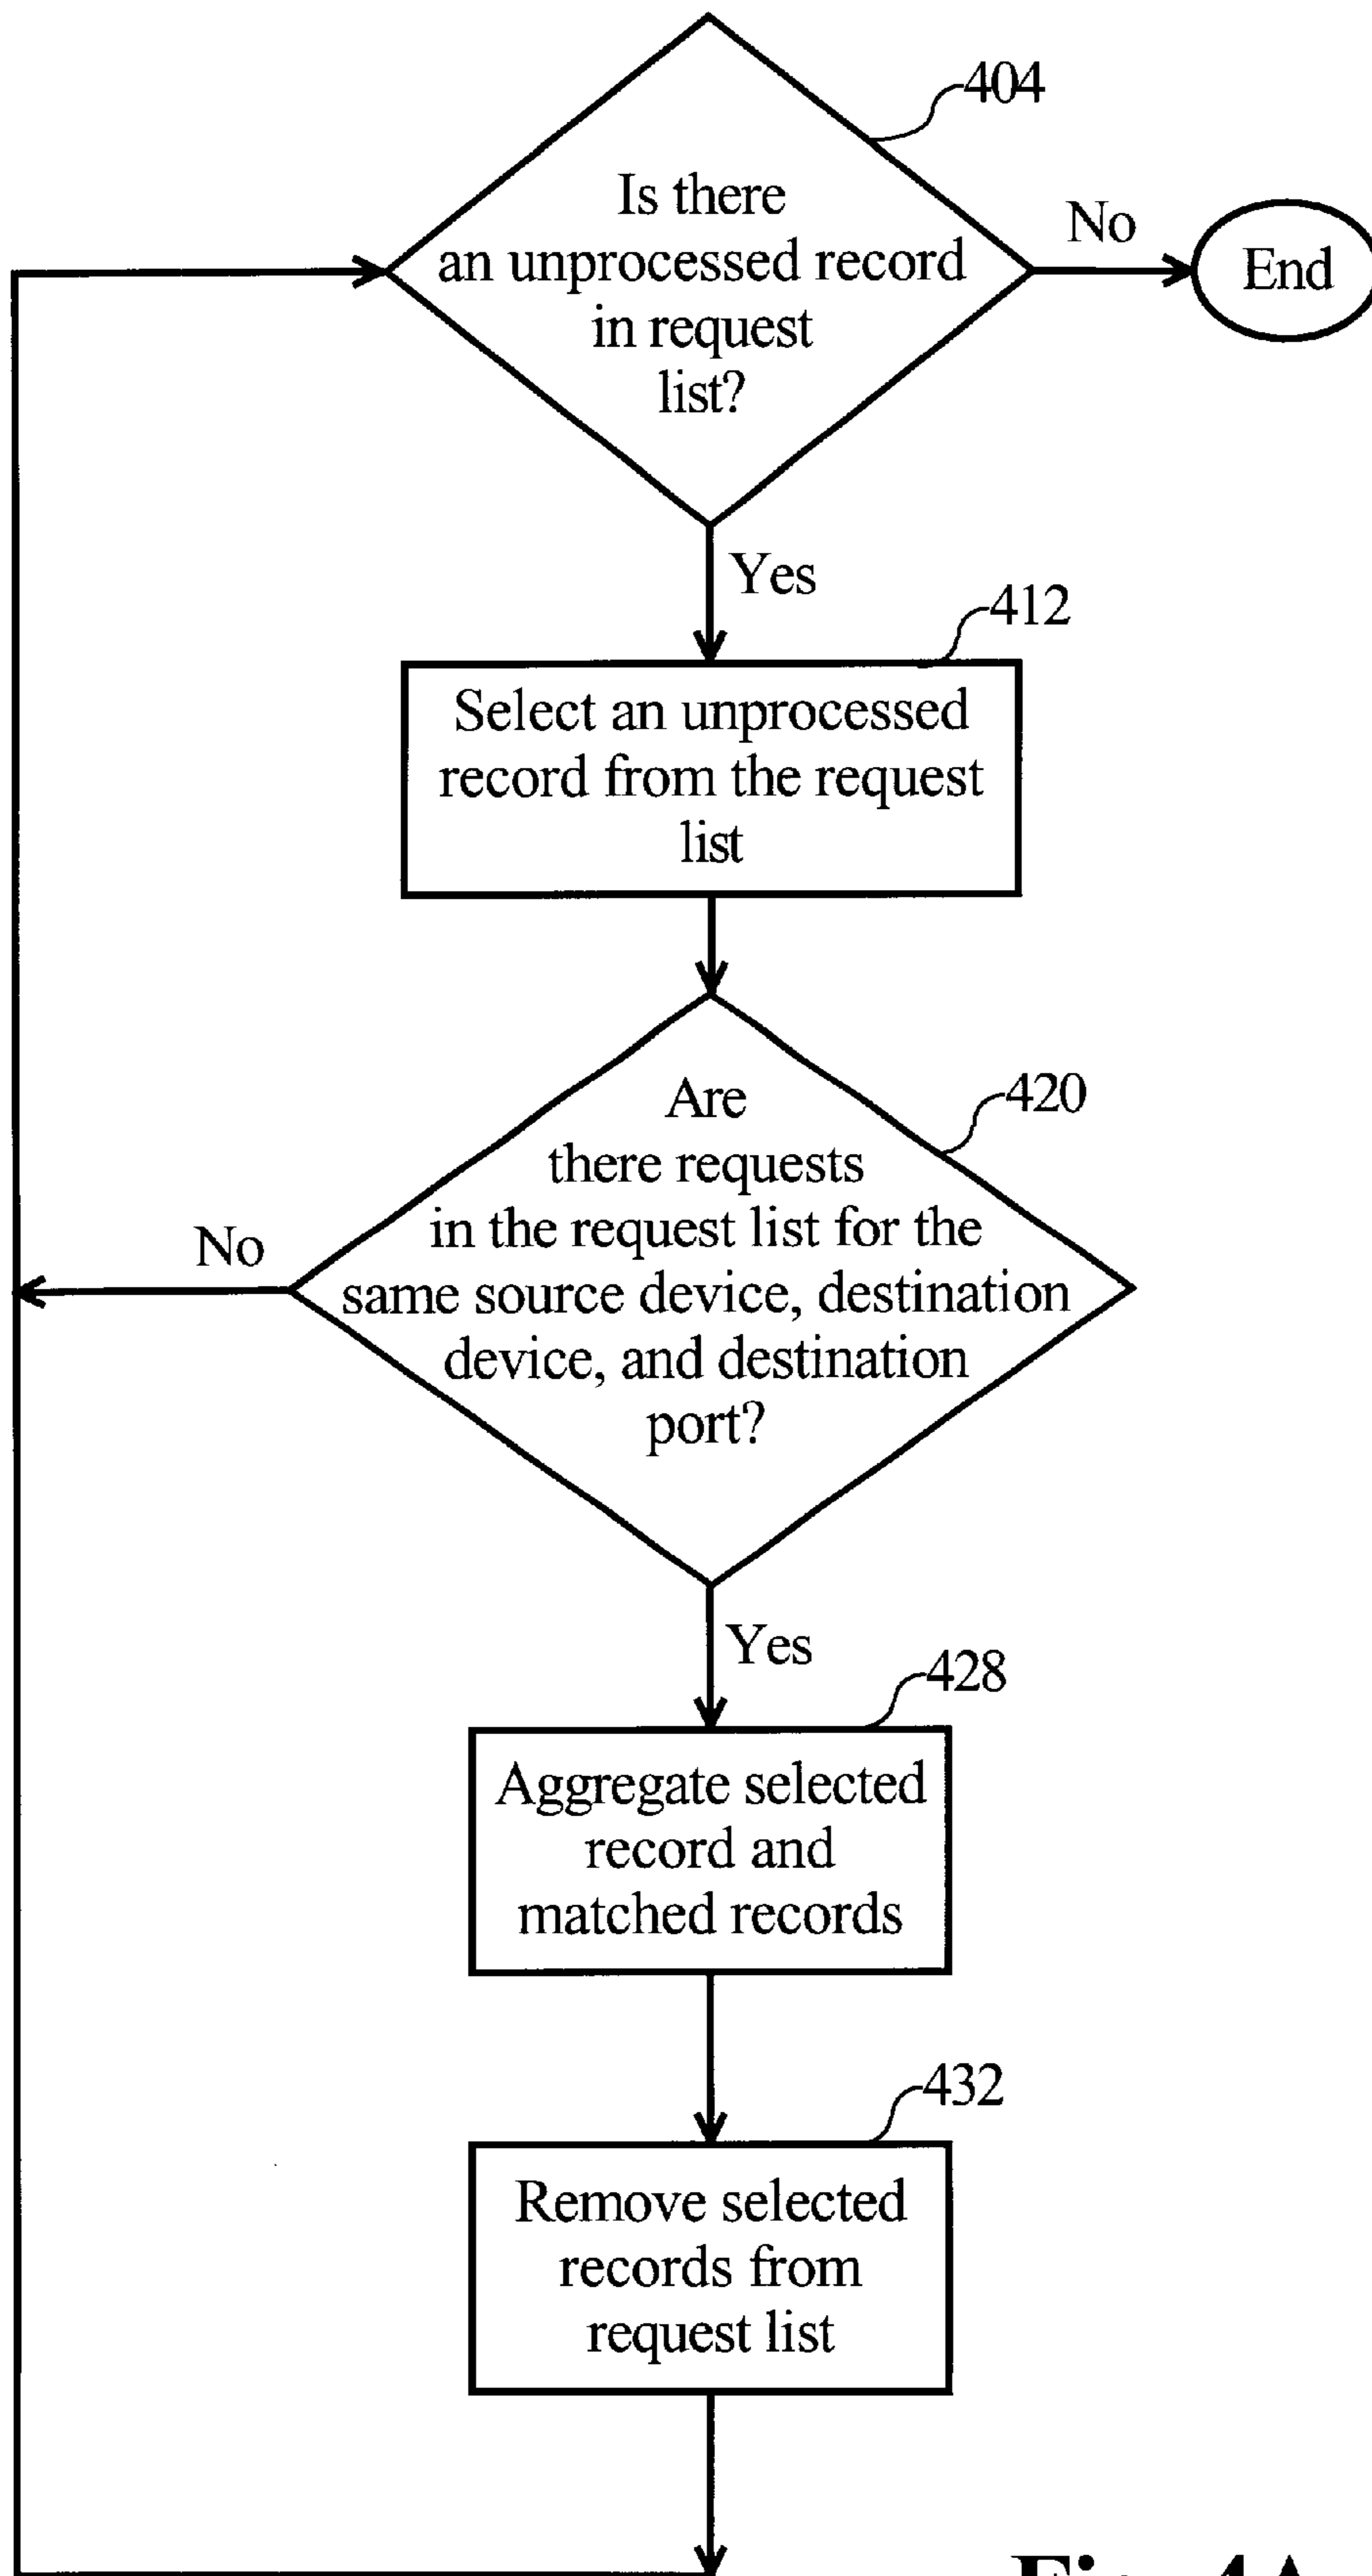 404
Is there
an unprocessed record
in request
list?
No
End
Yes
412
Select an unprocessed
record from the request
list
420
Are
there requests
in the request list for the
same source device, destination
device, and destination
port?
No
Yes
428
Aggregate selected
record and
matched records
432
Remove selected
records from
request list